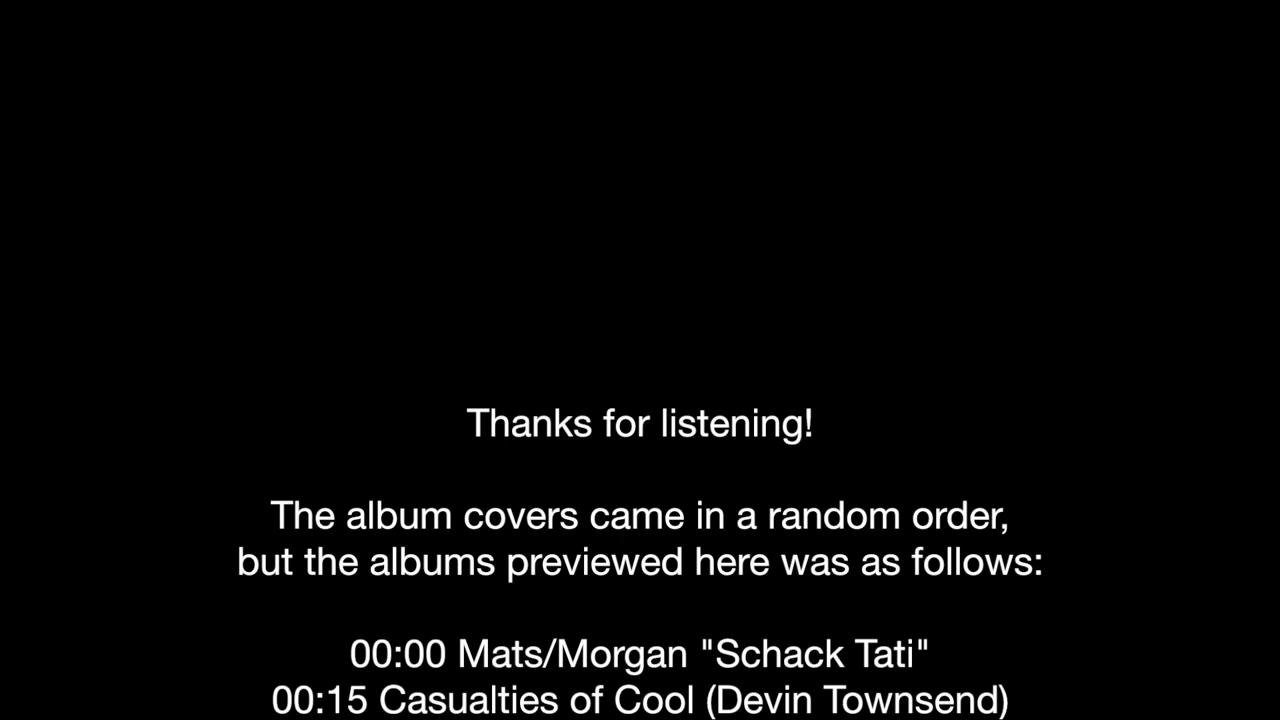 Thanks for listening!
The album covers came in a random order,
but the albums previewed here was as follows:
00:00 Mats/Morgan "Schack Tati"
00:15 Casualties of Cool (Devin Townsend)